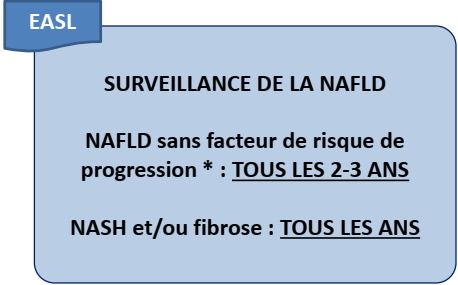 EASL
SURVEILLANCE DE LA NAFLD
NAFLD sans facteur de risque de
progression * : TOUS LES 2-3 ANS
NASH et/ou fibrose : TOUS LES ANS